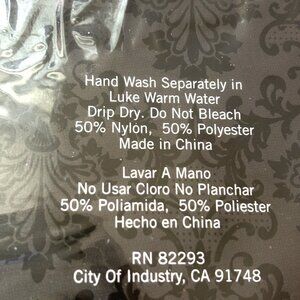 Hand Wash Separately in
Luke Warm Water
Drip Dry. Do Not Bleach
50% Nylon, 50% Polyester
Made in China
Lavar A Mano
No Usar Cloro No Planchar
50% Poliamida, 50% Poliester
Hecho en China
RN 82293
City Of Industry, CA 91748